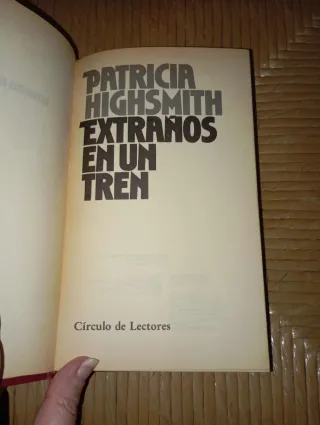 PATRICIA
HIGHSMITH
EXTRAÑOS
EN UN
TREN
Círculo de Lectores